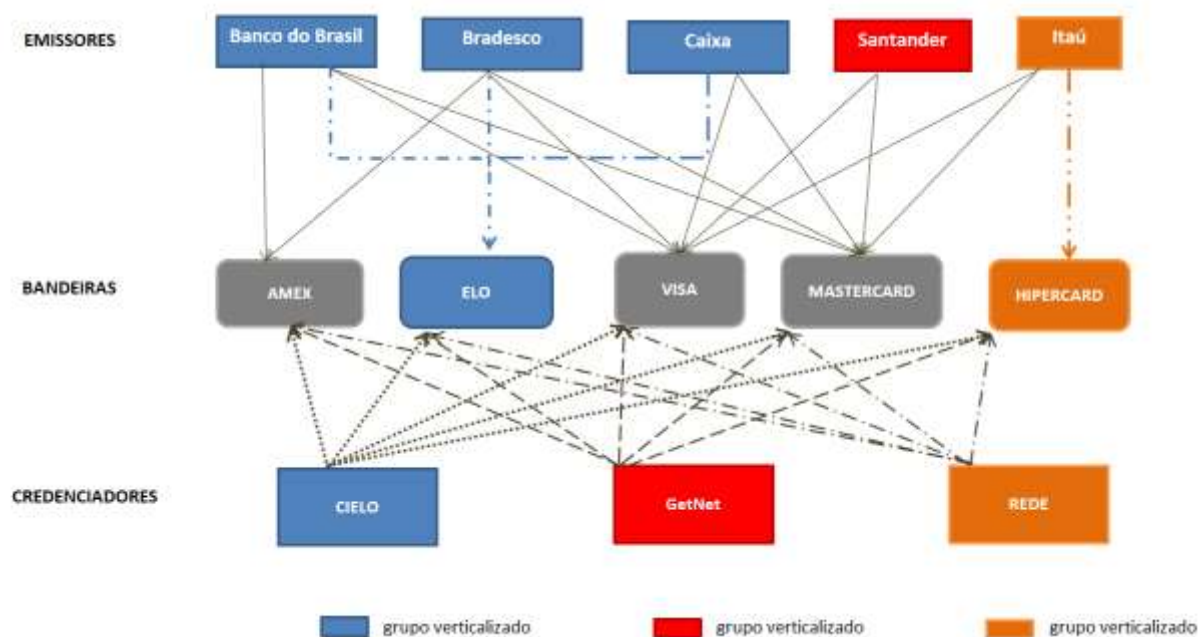 EMISSORES
Banco do Brasil
Bradesco
Caixa
Santander
Itaú
BANDEIRAS
AMEX
ELO
VISA
MASTERCARD
HIPERCARD
CREDENCIADORES
CIELO
GetNet
REDE
grupo verticalizado
grupo verticalizado
grupo verticalizado